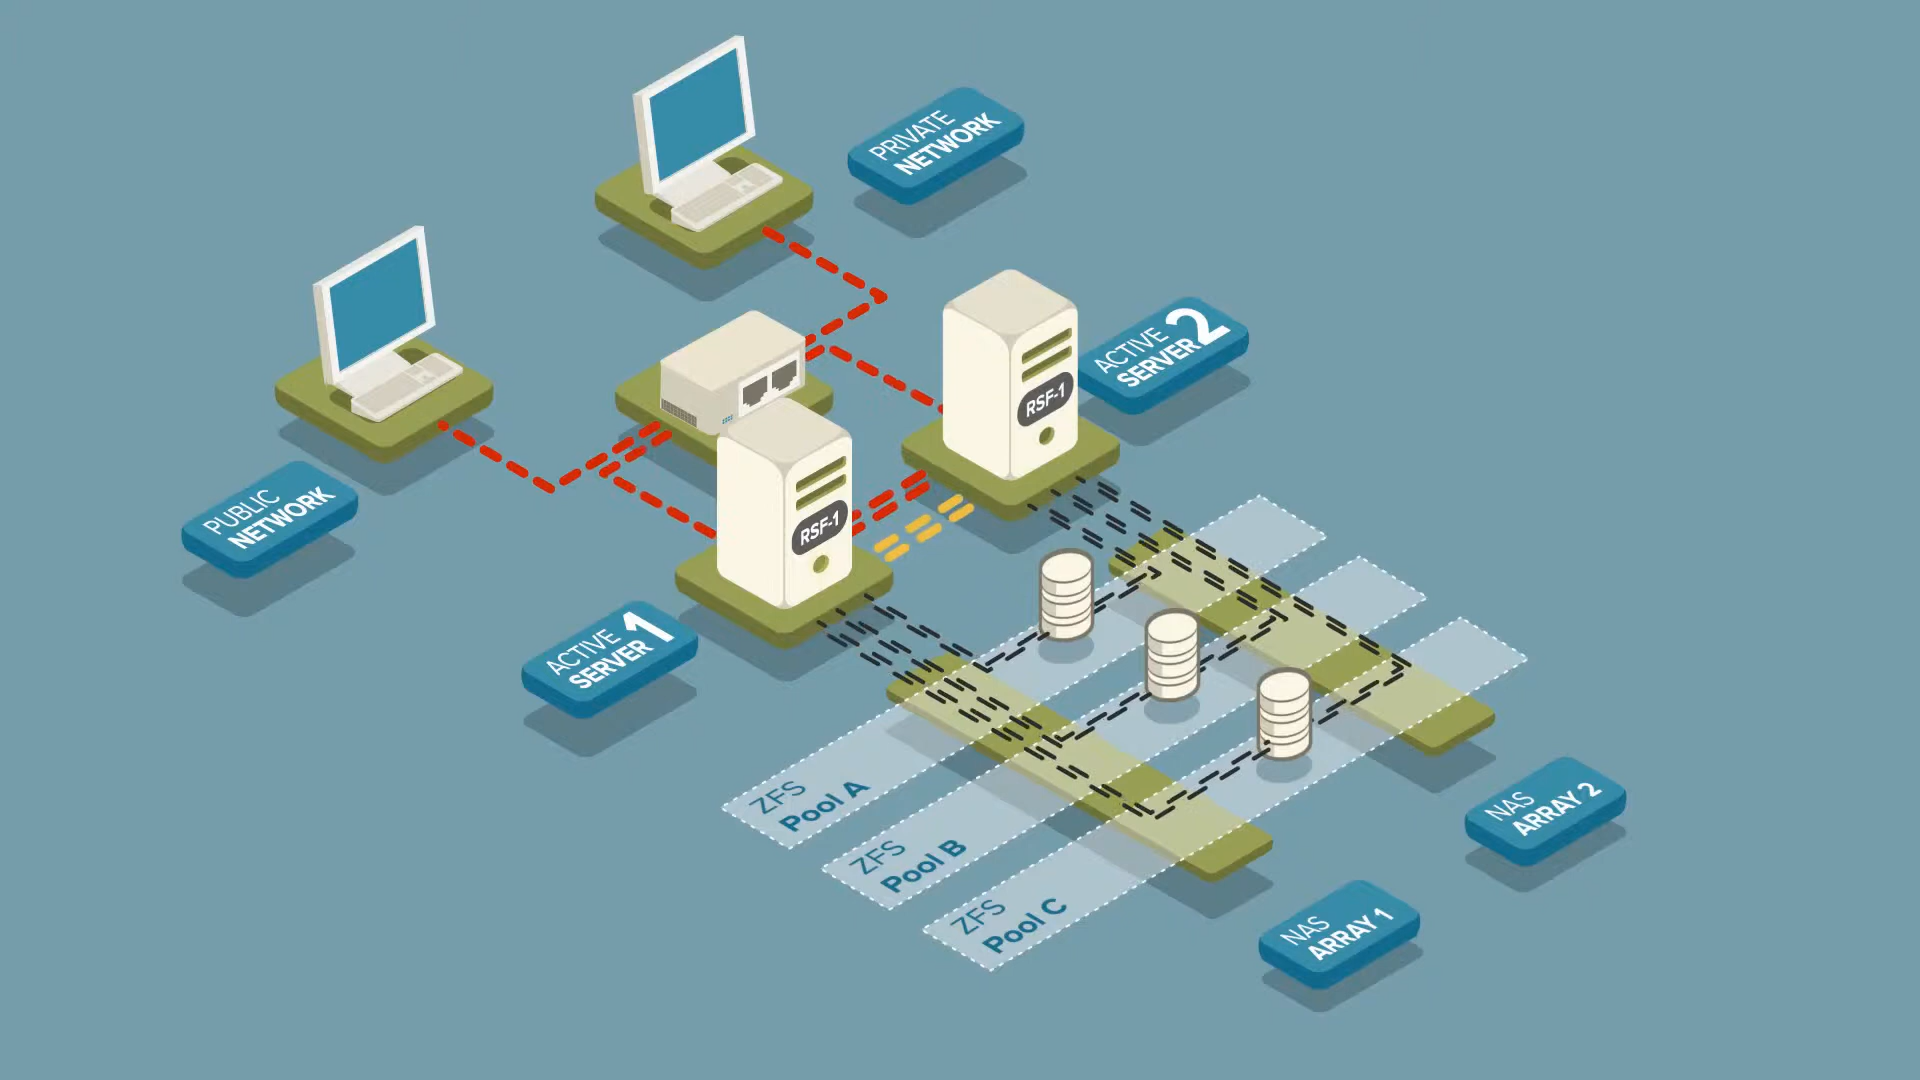 PRIVATE
NETWORK
ACTIVE
SERVER 2
RSF-1
PUBLIC
NETWORK
RSF-1
ACTIVE
SERVER 1
ZFS
Pool A
ZFS
Pool B
ZFS
Pool C
NAS
ARRAY 2
NAS
ARRAY 1